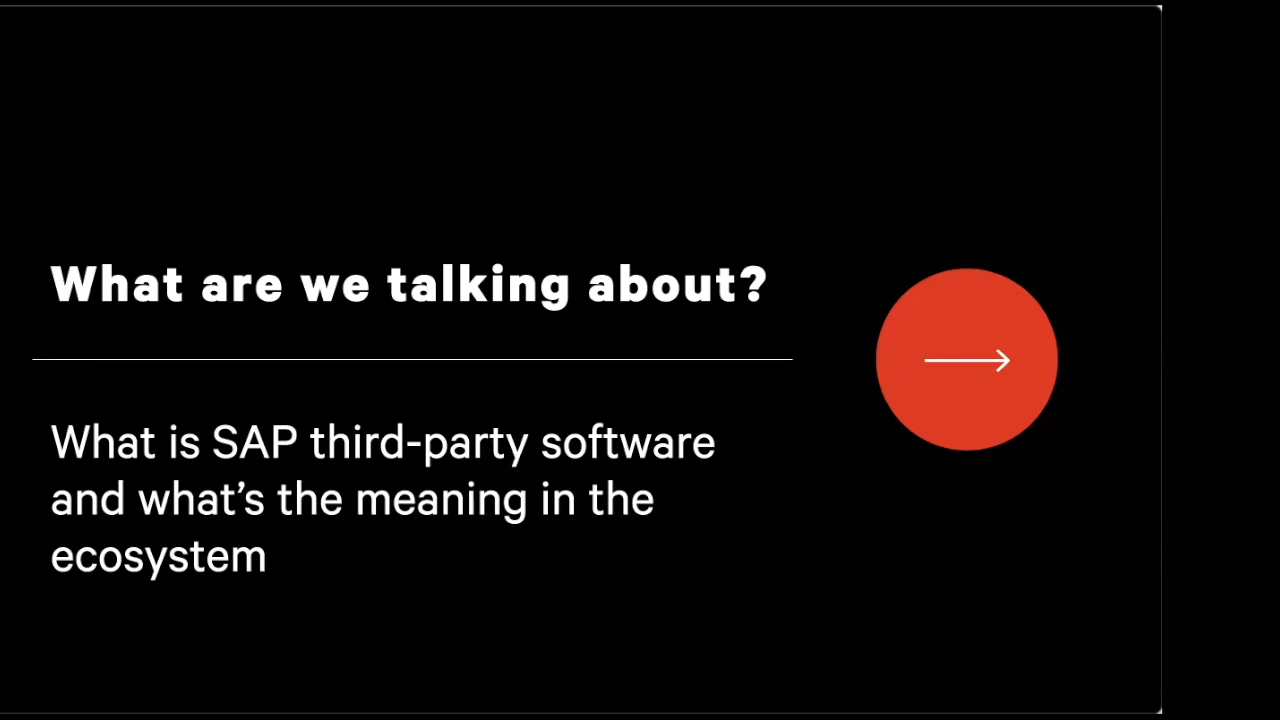 What are we talking about?
What is SAP third-party software
and what’s the meaning in the
ecosystem